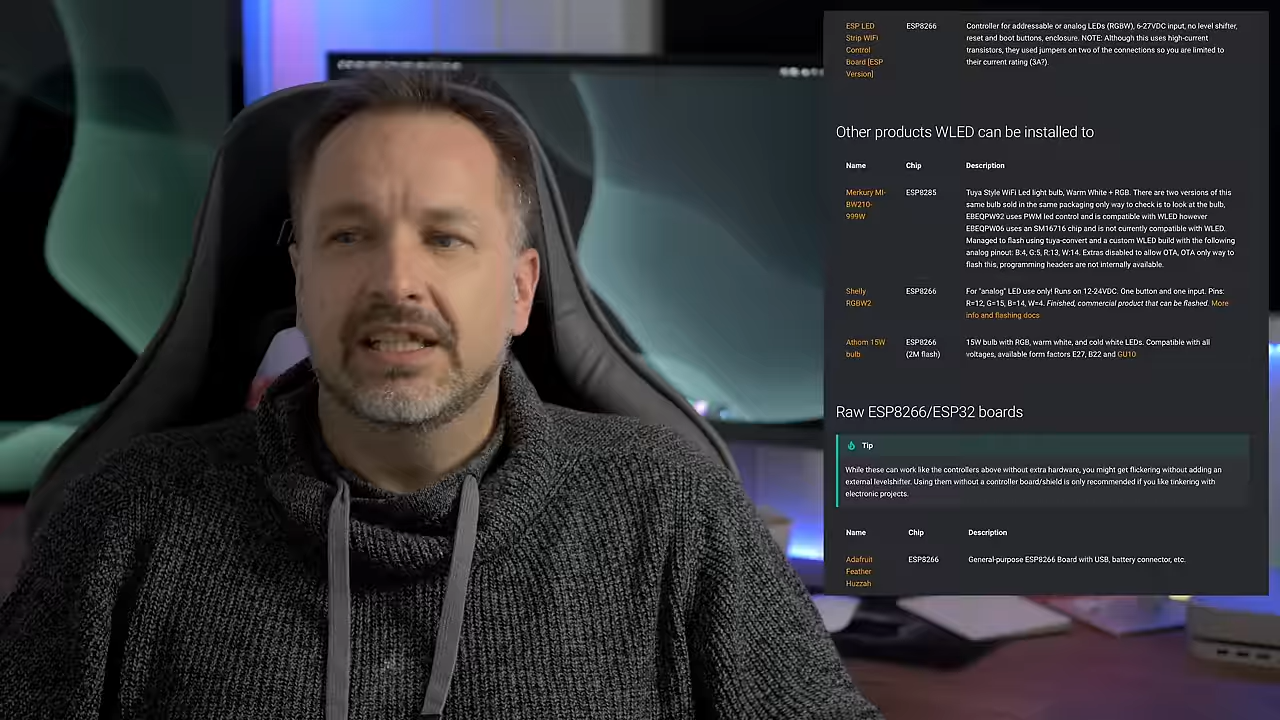 ESP LED
Strip WIFI
Control
Board [ESP
Version]
ESP8266
Controller for addressable or analog LEDs (RGBW). 6-27VDC input, no level shifter,
reset and boot buttons, enclosure. NOTE: Although this uses high-current
transistors, they used jumpers on two of the connections so you are limited to
their current rating (3A?).
Other products WLED can be installed to
Name Chip Description
Merkury MI-
BW210-
999W
ESP8285
Tuya Style WiFi Led light bulb, Warm White + RGB. There are two versions of this
same bulb sold in the same packaging only way to check is to look at the bulb,
EBEQPW92 uses PWM led control and is compatible with WLED however
EBEQPW06 uses an SM16716 chip and is not currently compatible with WLED.
Managed to flash using tuya-convert and a custom WLED build with the following
analog pinout: B:4, G:5, R:13, W:14. Extras disabled to allow OTA, OTA only way to
flash this, programming headers are not internally available.
Shelly
RGBW2
ESP8266
For "analog" LED use only! Runs on 12-24VDC. One button and one input. Pins:
R=12, G=15, B=14, W=4. Finished, commercial product that can be flashed. More
info and flashing docs
Athom 15W
bulb
ESP8266
(2M flash)
15W bulb with RGB, warm white, and cold white LEDs. Compatible with all
voltages, available form factors E27, B22 and GU10
Raw ESP8266/ESP32 boards
Tip
While these can work like the controllers above without extra hardware, you might get flickering without adding an
external levelshifter. Using them without a controller board/shield is only recommended if you like tinkering with
electronic projects.
Name Chip Description
Adafruit
Feather
Huzzah
ESP8266
General-purpose ESP8266 Board with USB, battery connector, etc.